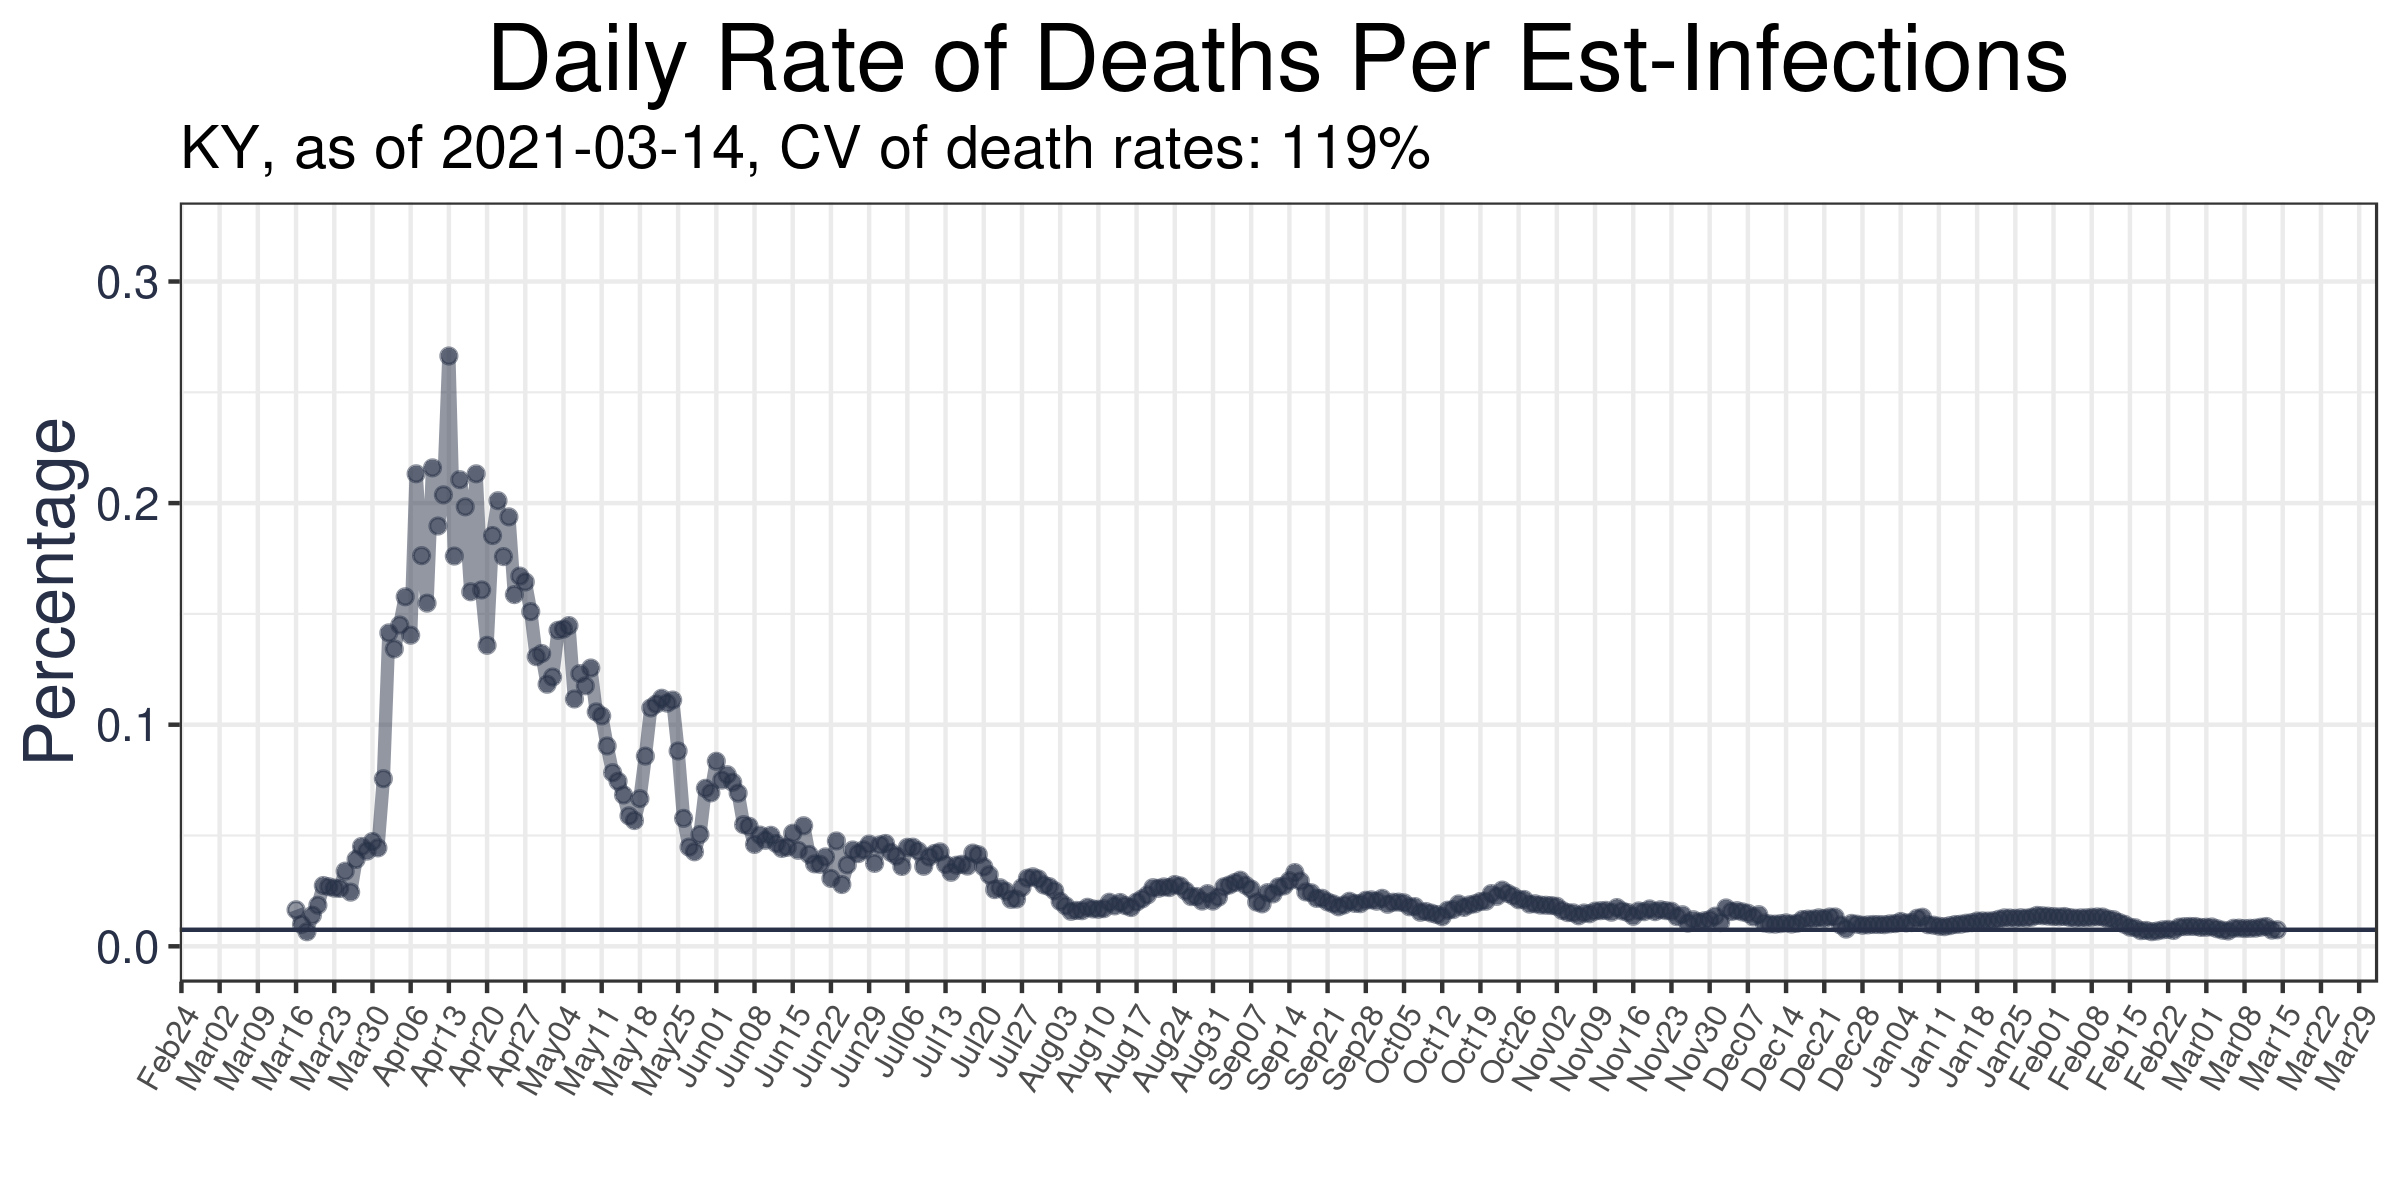 Daily Rate of Deaths Per Est-Infections
KY, as of 2021-03-14, CV of death rates: 119%
Percentage
0.3
0.2
0.1
0.0
Feb24
Mar02
Mar09
Mar16
Mar23
Mar30
Apr06
Apr13
Apr20
Apr27
May04
May11
May18
May25
Jun01
Jun08
Jun15
Jun22
Jun29
Jul06
Jul13
Jul20
Jul27
Aug03
Aug10
Aug17
Aug24
Aug31
Sep07
Sep14
Sep21
Sep28
Oct05
Oct12
Oct19
Oct26
Nov02
Nov09
Nov16
Nov23
Nov30
Dec07
Dec14
Dec21
Dec28
Jan04
Jan11
Jan18
Jan25
Feb01
Feb08
Feb15
Feb22
Mar01
Mar08
Mar15
Mar22
Mar29